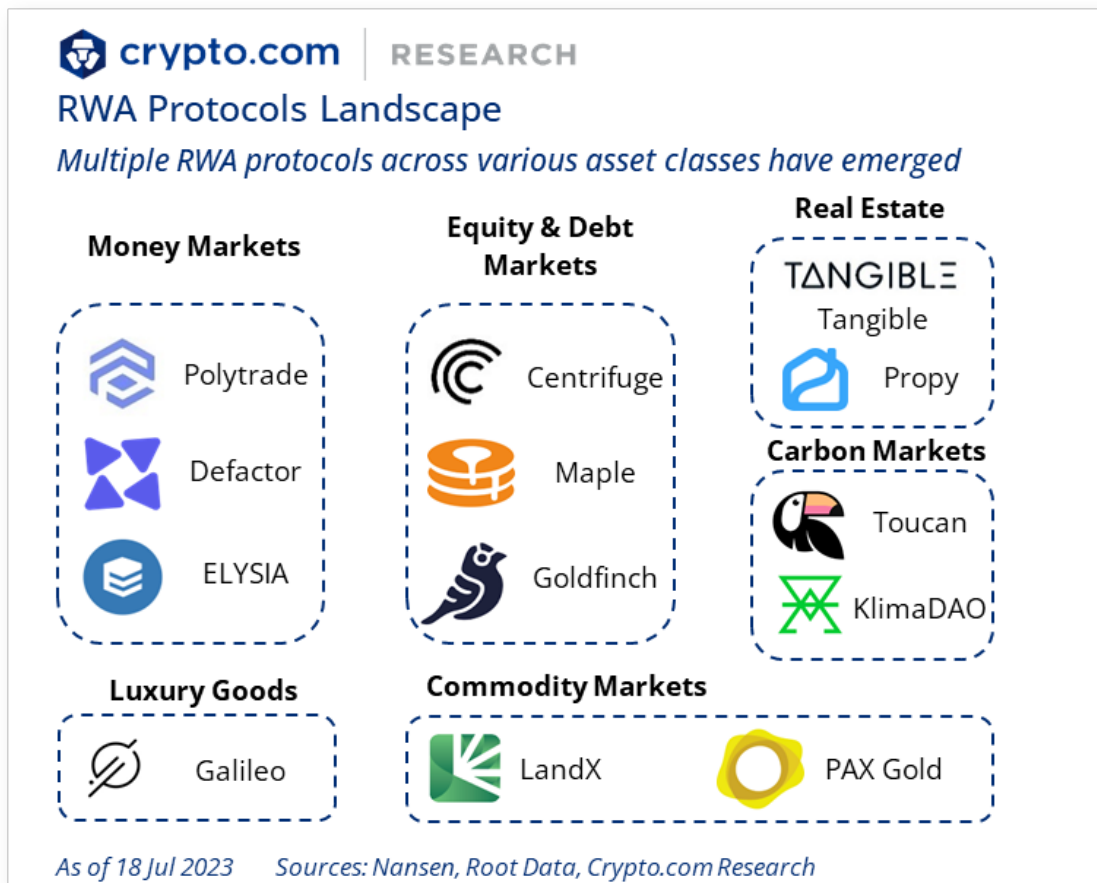 crypto.com RESEARCH
RWA Protocols Landscape
Multiple RWA protocols across various asset classes have emerged
Money Markets
Polytrade
Defactor
ELYSIA
Equity & Debt
Markets
Centrifuge
Maple
Goldfinch
Real Estate
TANGIBLE
Tangible
Propy
Carbon Markets
Toucan
KlimaDAO
Luxury Goods
Galileo
Commodity Markets
LandX
PAX Gold
As of 18 Jul 2023 Sources: Nansen, Root Data, Crypto.com Research